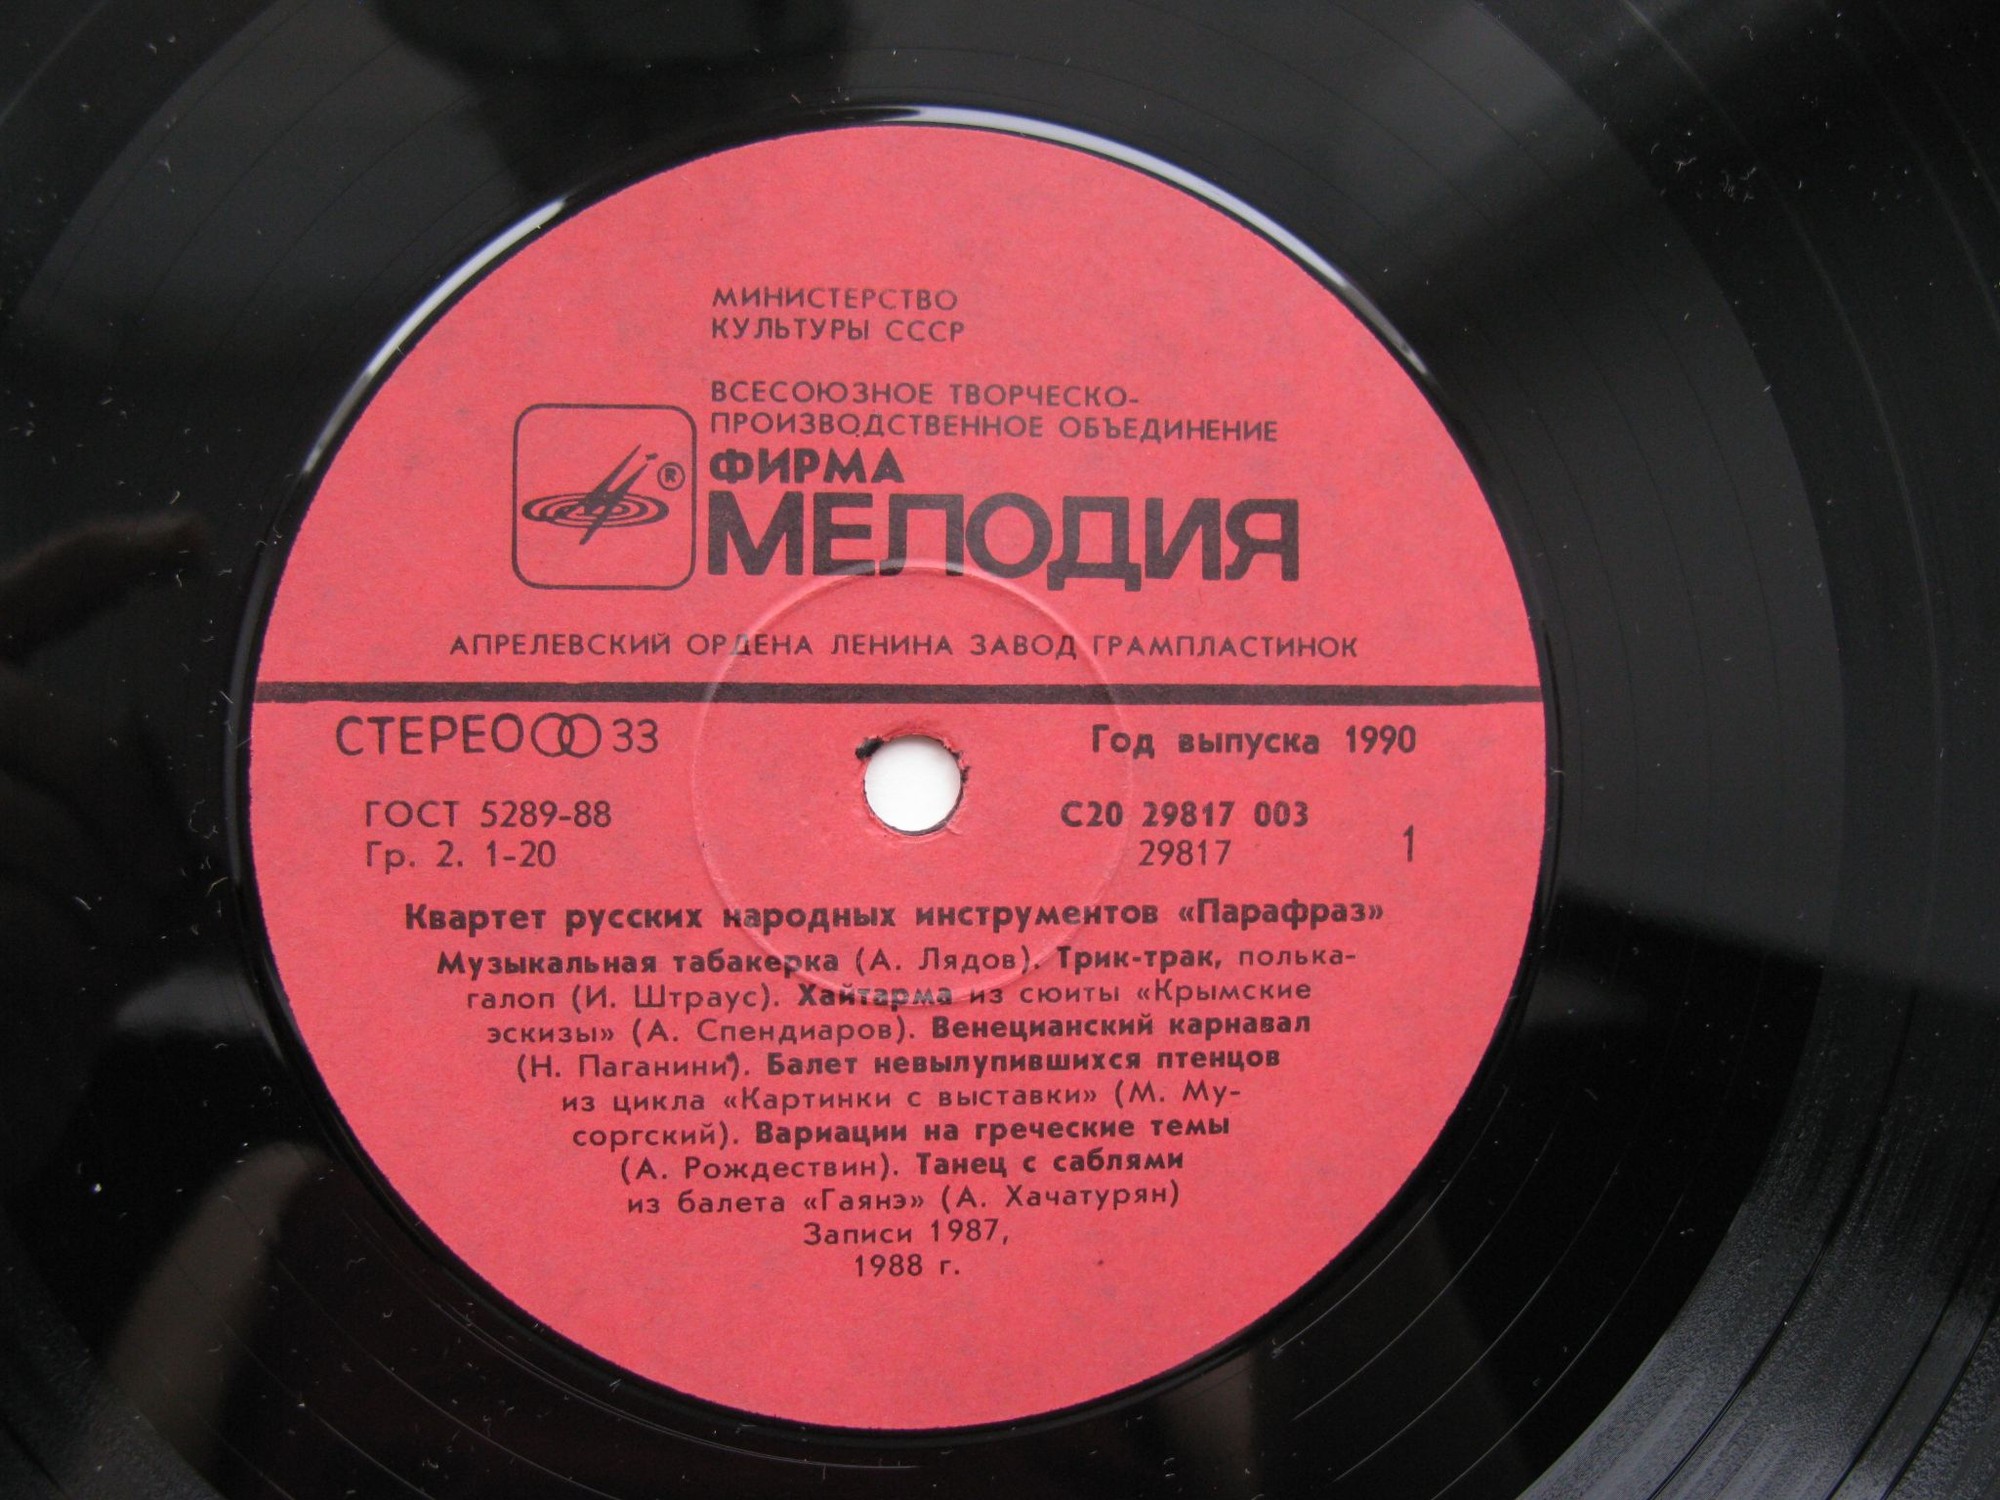 МИНИСТЕРСТВО
КУЛЬТУРЫ СССР
ВСЕСОЮЗНОЕ ТВОРЧЕСКО-
ПРОИЗВОДСТВЕННОЕ ОБЪЕДИНЕНИЕ
®
ФИРМА
МЕЛОДИЯ
АПРЕЛЕВСКИЙ ОРДЕНА ЛЕНИНА ЗАВОД ГРАМПЛАСТИНОК
СТЕРЕО 33
Год выпуска 1990
ГОСТ 5289-88
Гр. 2. 1-20
С20 29817 003
29817
1
Квартет русских народных инструментов «Парафраз»
Музыкальная табакерка (А. Лядов). Трик-трак, полька-
галоп (И. Штраус). Хайтарма из сюиты «Крымские
эскизы» (А. Спендиаров). Венецианский карнавал
(Н. Паганини). Балет невылупившихся птенцов
из цикла «Картинки с выставки» (М. Му-
соргский). Вариации на греческие темы
(А. Рождествин). Танец с саблями
из балета «Гаянэ» (А. Хачатурян)
Записи 1987,
1988 г.